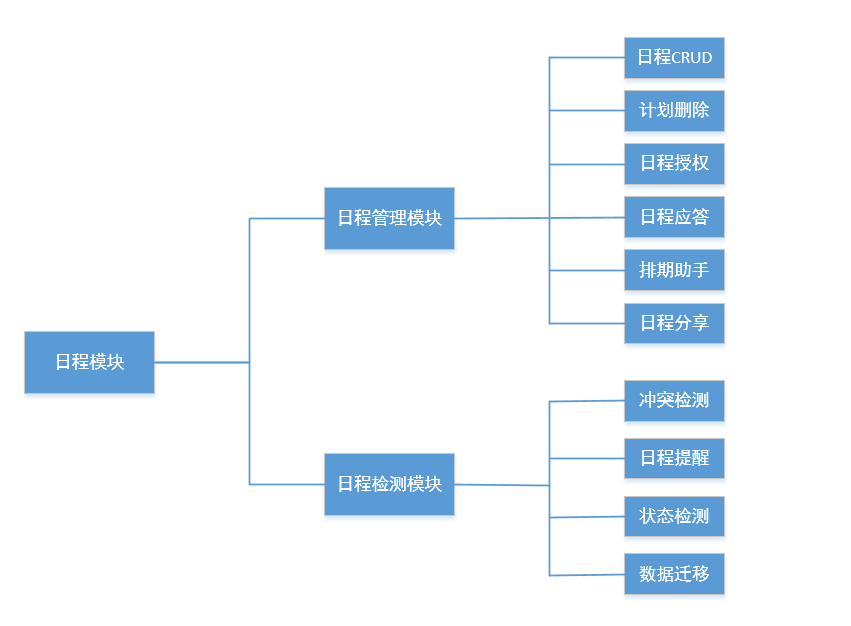 日程模块
日程管理模块
日程CRUD
计划删除
日程授权
日程应答
排期助手
日程分享
日程检测模块
冲突检测
日程提醒
状态检测
数据迁移